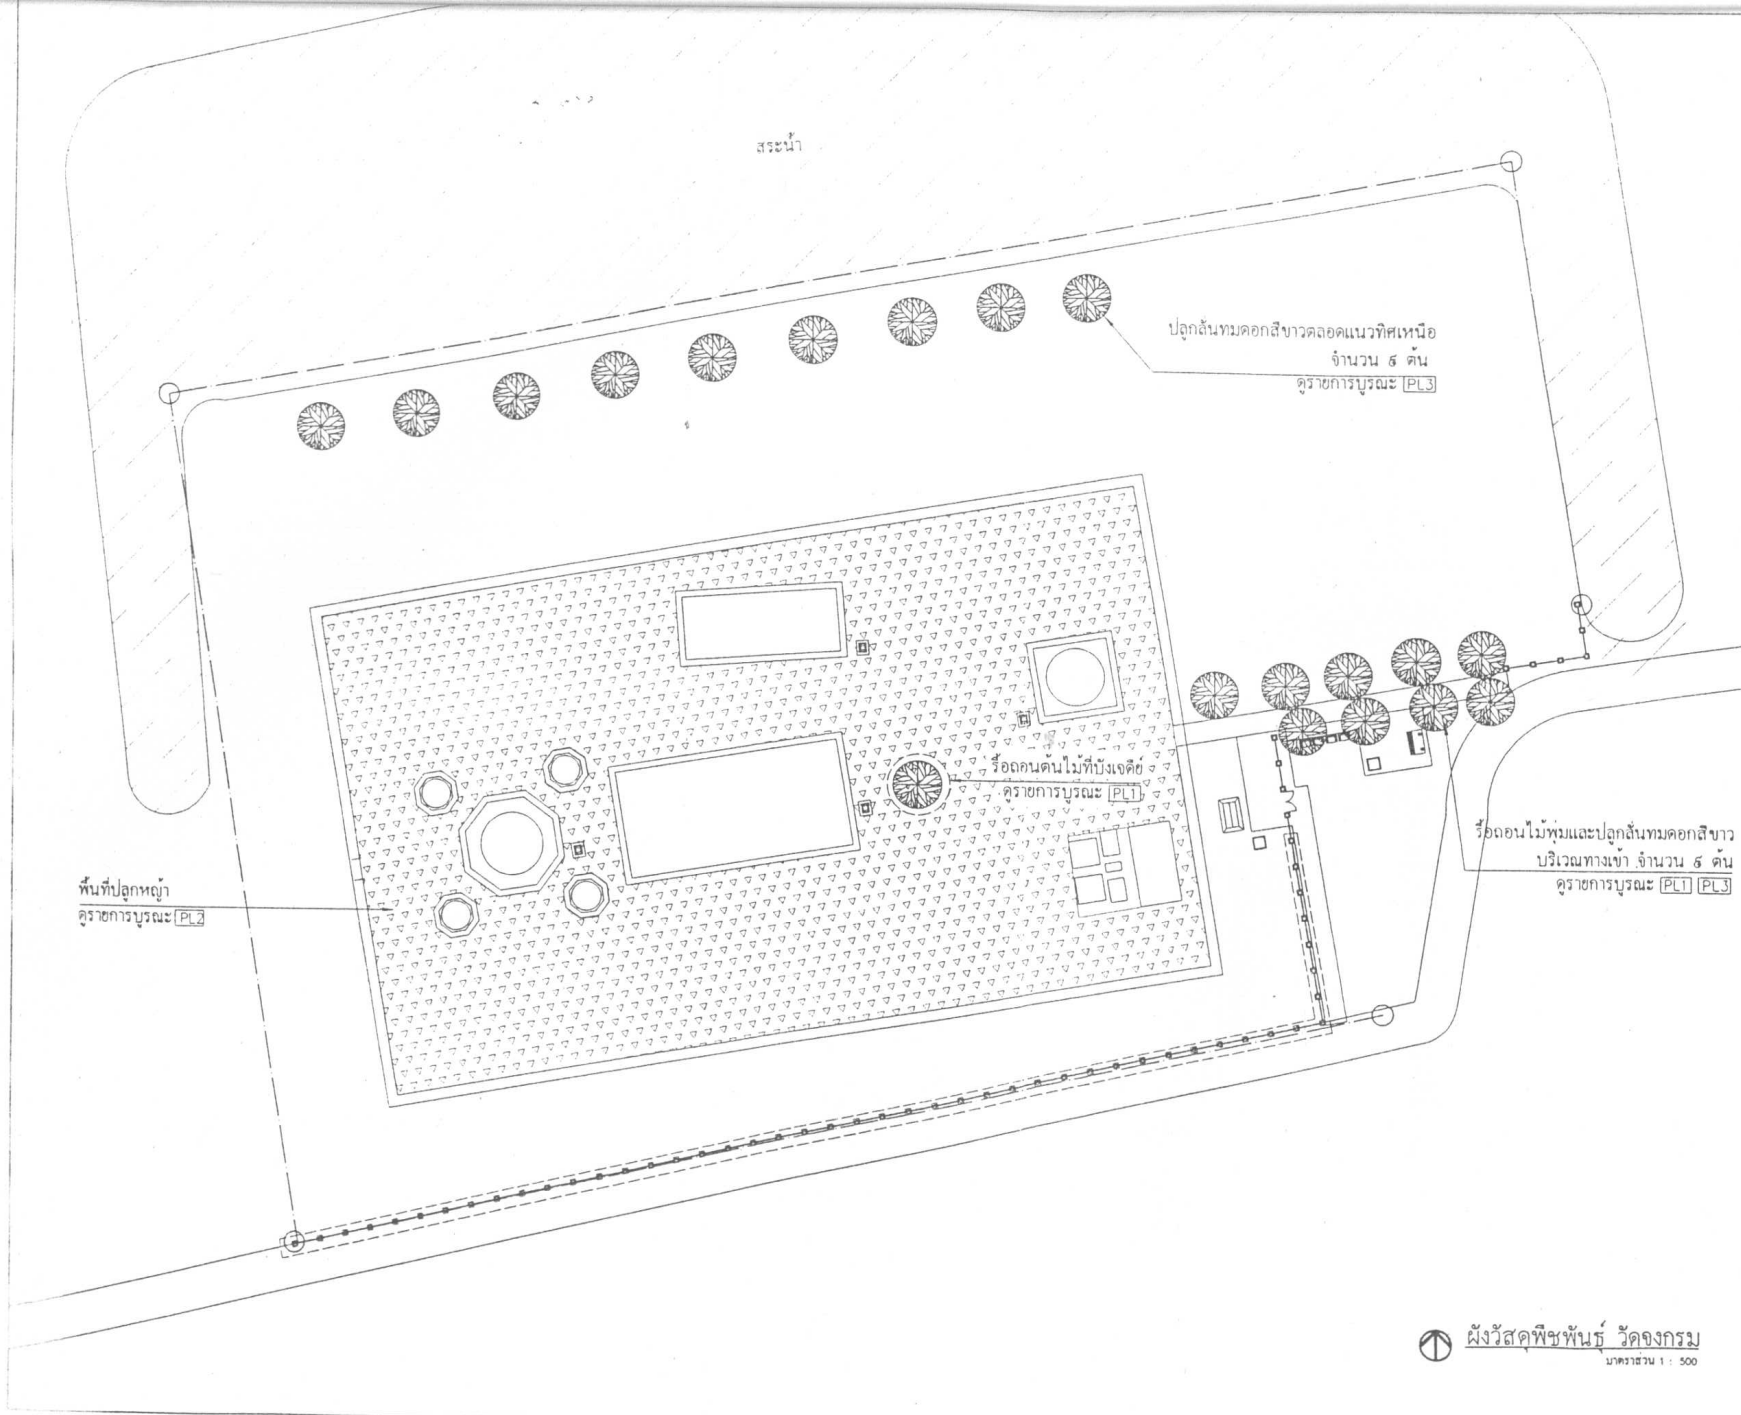 สระน้ำ
ปลูกลั่นทมดอกสีขาวตลอดแนวทิศเหนือ
จำนวน ๙ ต้น
ดูรายการบูรณะ PL3
รื้อถอนต้นไม้ที่บังเจดีย์
ดูรายการบูรณะ PL1
รื้อถอนไม้พุ่มและปลูกลั่นทมดอกสีขาว
บริเวณทางเข้า จำนวน ๙ ต้น
ดูรายการบูรณะ PL1 PL3
พื้นที่ปลูกหญ้า
ดูรายการบูรณะ PL2
ผังวัสดุพืชพันธุ์ วัดจงกรม
มาตราส่วน 1 : 500